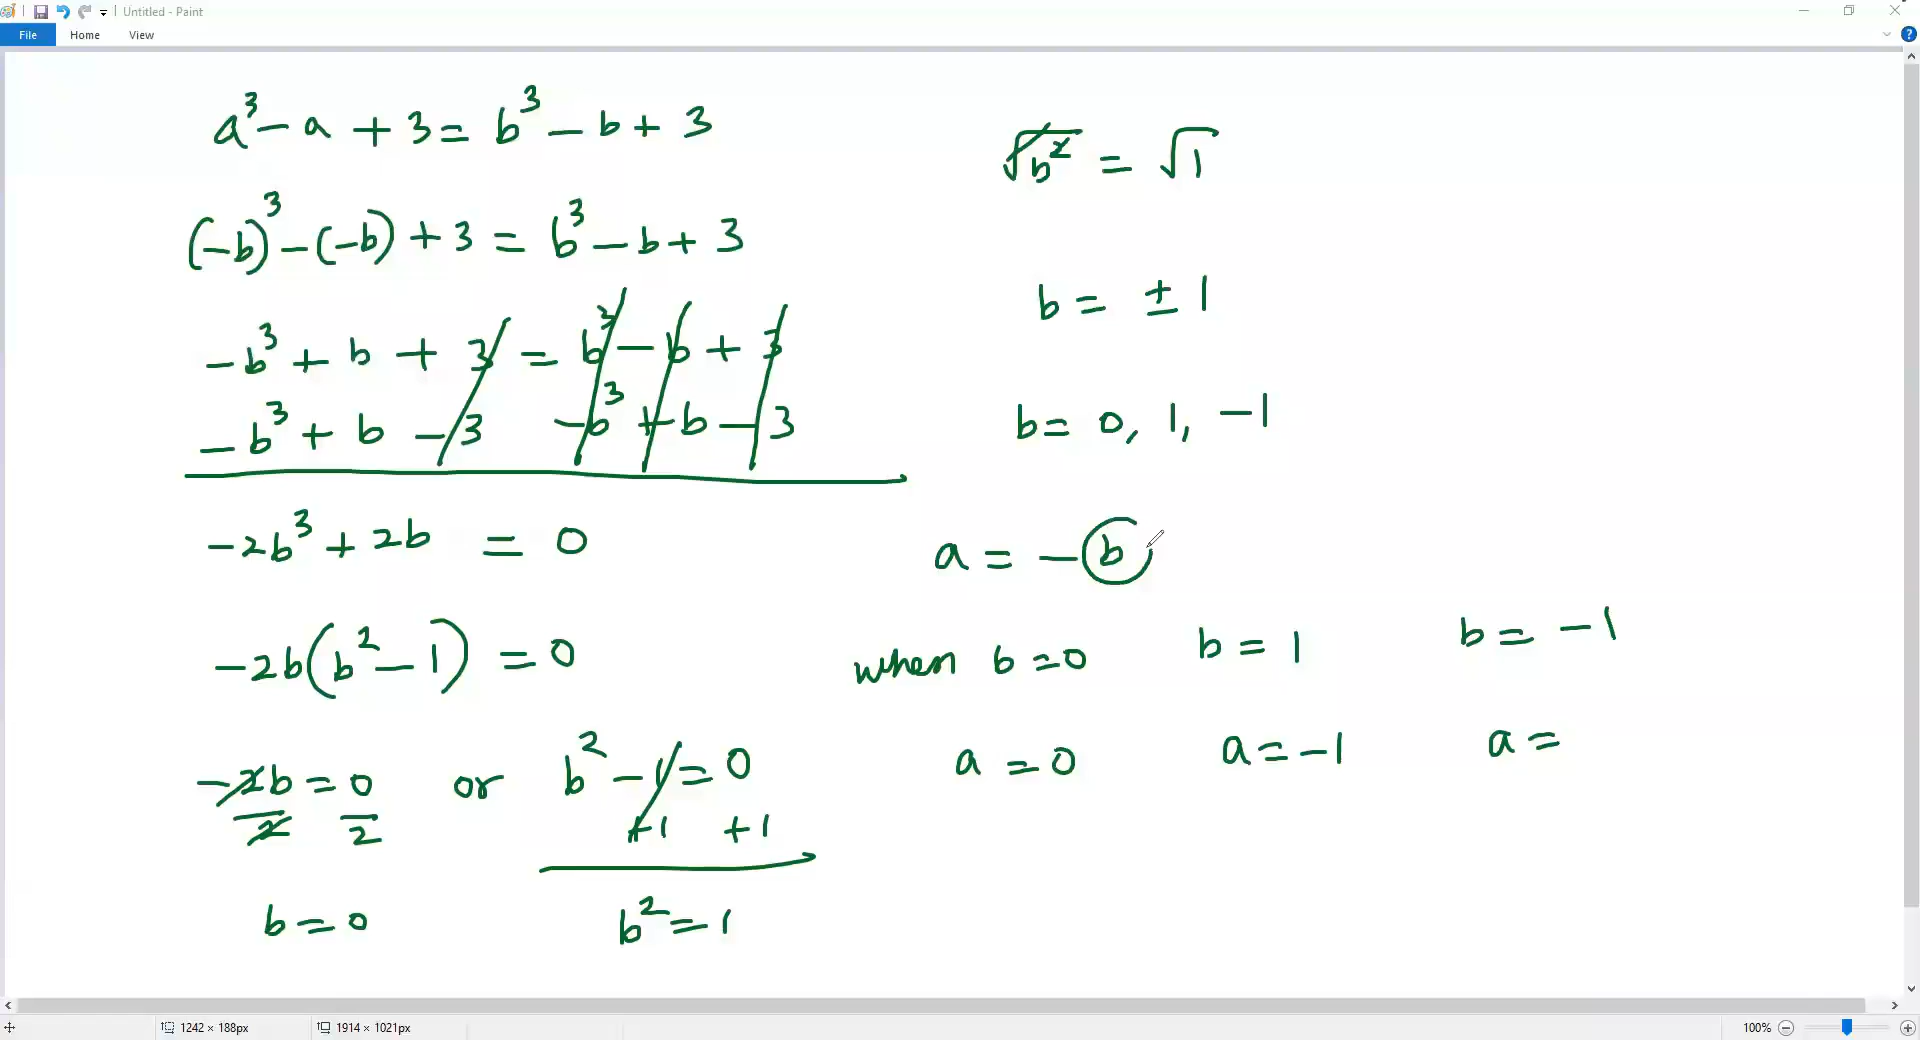 Untitled - Paint
File Home View
a³ - a + 3 = b³ - b + 3
(-b)³ - (-b) + 3 = b³ - b + 3
-b³ + b + 3 = b³ - b + 3
-b³ + b - 3 -b³ + b - 3
-2b³ + 2b = 0
-2b(b² - 1) = 0
-2b = 0 or b² - 1 = 0
2 2 +1 +1
b = 0 b² = 1
√b² = √1
b = ± 1
b = 0, 1, -1
a = - b
when b = 0 b = 1 b = -1
a = 0 a = -1 a =
1242 × 188px 1914 × 1021px 100%